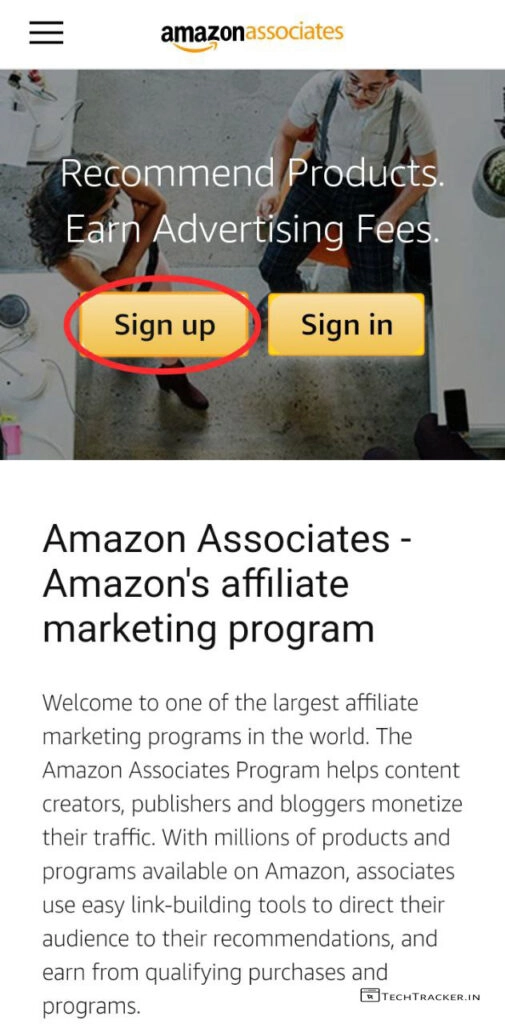 amazonassociates
Recommend Products.
Earn Advertising Fees.
Sign up
Sign in
Amazon Associates -
Amazon's affiliate
marketing program
Welcome to one of the largest affiliate
marketing programs in the world. The
Amazon Associates Program helps content
creators, publishers and bloggers monetize
their traffic. With millions of products and
programs available on Amazon, associates
use easy link-building tools to direct their
audience to their recommendations, and
earn from qualifying purchases and
programs.
TECHTRACKER.IN